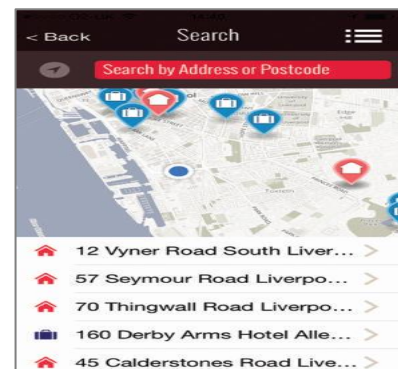 < Back Search
Search by Address or Postcode
12 Vyner Road South Liver... >
57 Seymour Road Liverpo... >
70 Thingwall Road Liverpo... >
160 Derby Arms Hotel Alle... >
45 Calderstones Road Live... >